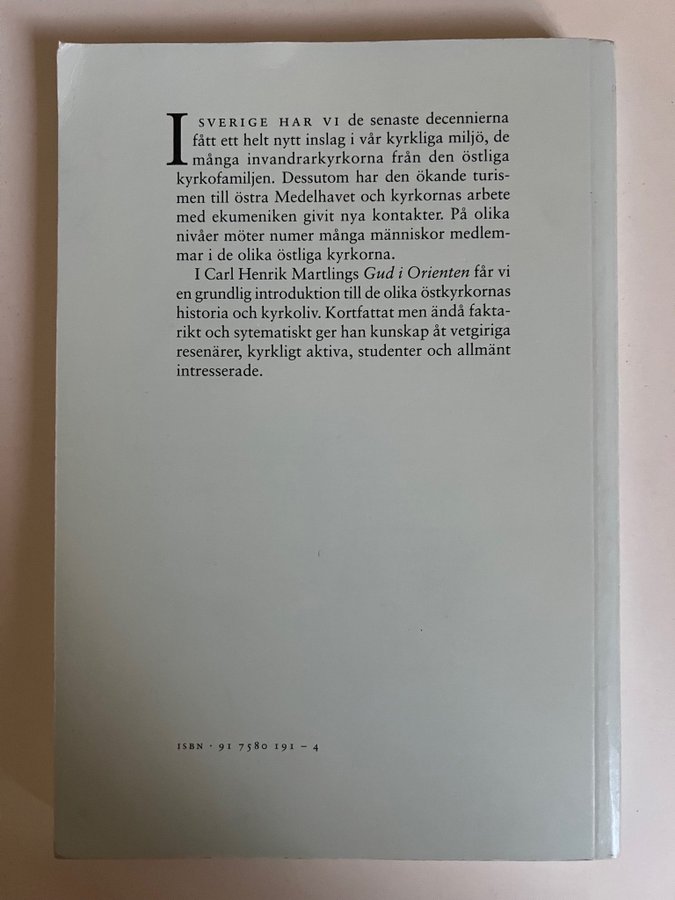 I SVERIGE HAR VI de senaste decennierna
fått ett helt nytt inslag i vår kyrkliga miljö, de
många invandrarkyrkorna från den östliga
kyrkofamiljen. Dessutom har den ökande turis-
men till östra Medelhavet och kyrkornas arbete
med ekumeniken givit nya kontakter. På olika
nivåer möter numer många människor medlem-
mar i de olika östliga kyrkorna.
I Carl Henrik Martlings Gud i Orienten får vi
en grundlig introduktion till de olika östkyrkornas
historia och kyrkoliv. Kortfattat men ändå fakta-
rikt och sytematiskt ger han kunskap åt vetgiriga
resenärer, kyrkligt aktiva, studenter och allmänt
intresserade.
ISBN · 91 7580 191 – 4